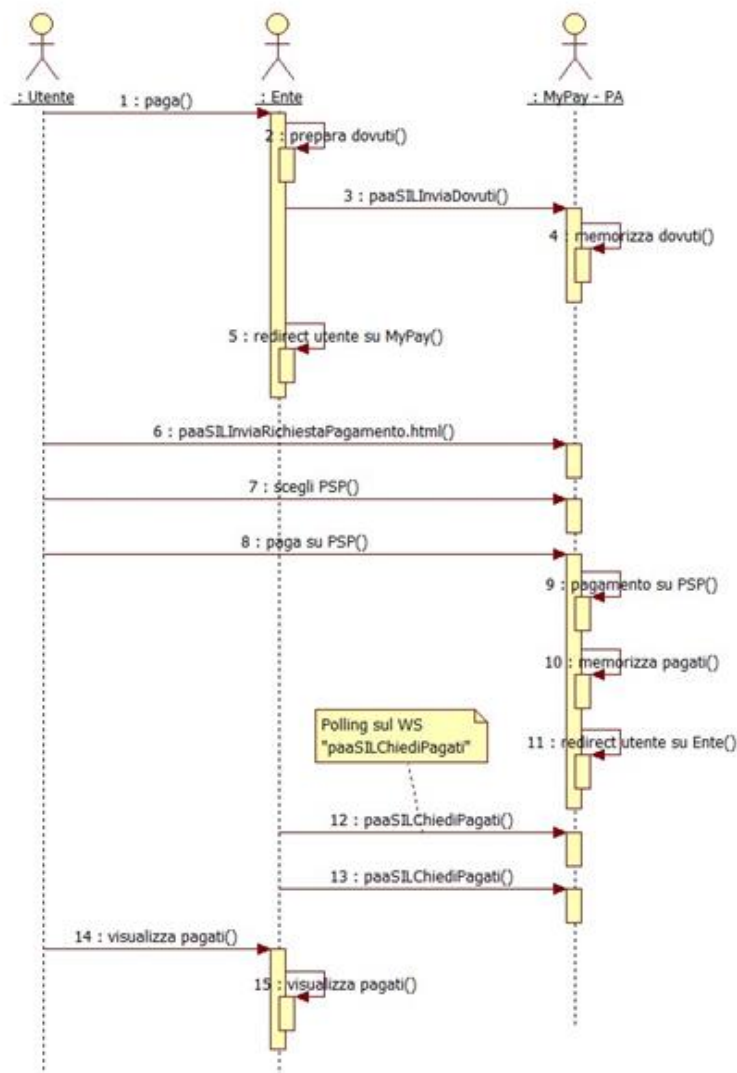 : Utente
: Ente
: MyPay - PA
1 : paga()
2 : prepara dovuti()
3 : paaSILInviaDovuti()
4 : memorizza dovuti()
5 : redirect utente su MyPay()
6 : paaSILInviaRichiestaPagamento.html()
7 : scegli PSP()
8 : paga su PSP()
9 : pagamento su PSP()
10 : memorizza pagati()
11 : redirect utente su Ente()
Polling sul WS
"paaSILChiediPagati"
12 : paaSILChiediPagati()
13 : paaSILChiediPagati()
14 : visualizza pagati()
15 : visualizza pagati()